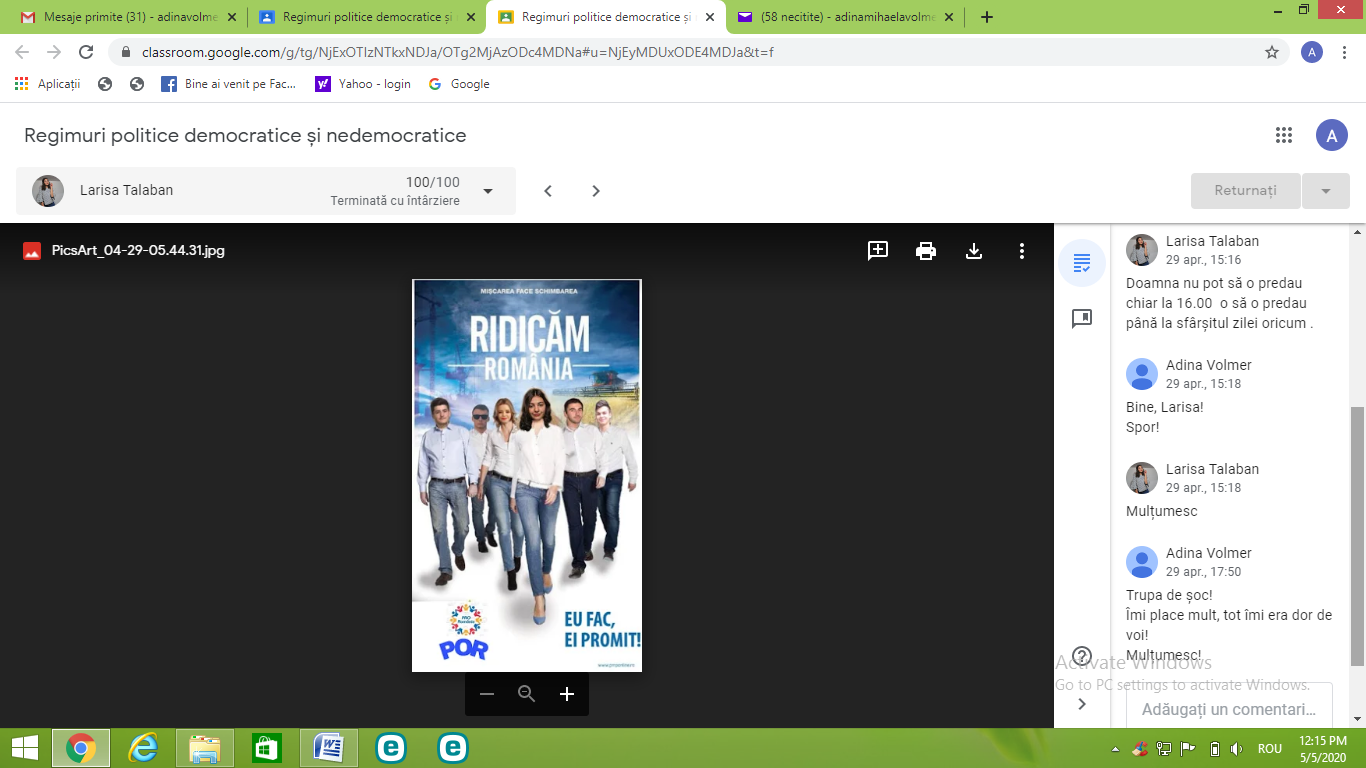 Mesaje primite (31) - adinavolme
Regimuri politice democratice și
Regimuri politice democratice și
(58 necitite) - adinamihaelavolme
classroom.google.com/g/tg/NjExOTIzNTkxNDJa/OTg2MjAzODc4MDNa#u=NjEyMDUxODE4MDJa&t=f
A
Aplicații
Bine ai venit pe Fac...
Yahoo - login
Google
Regimuri politice democratice și nedemocratice
A
Larisa Talaban
100/100
Terminată cu întârziere
Returnați
PicsArt_04-29-05.44.31.jpg
MIȘCAREA FACE SCHIMBAREA
RIDICĂM
ROMÂNIA
PRO
România
POR
EU FAC,
EI PROMIT!
Larisa Talaban
29 apr., 15:16
Doamna nu pot să o predau
chiar la 16.00 o să o predau
până la sfârșitul zilei oricum .
Adina Volmer
29 apr., 15:18
Bine, Larisa!
Spor!
Larisa Talaban
29 apr., 15:18
Mulțumesc
Adina Volmer
29 apr., 17:50
Trupa de șoc!
Îmi place mult, tot îmi era dor de
voi!
Multumesc!
Activate Windows
Go to PC settings to activate Windows.
Adăugați un comentari...
ROU
12:15 PM
5/5/2020